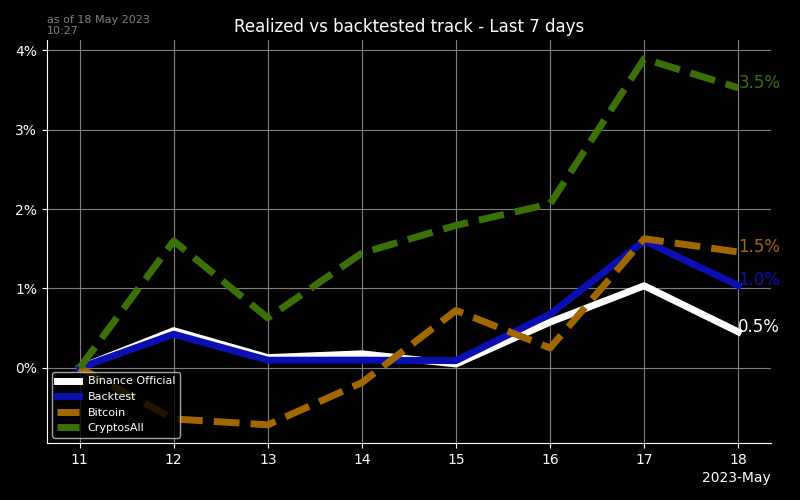 as of 18 May 2023
10:27
Realized vs backtested track - Last 7 days
4%
3%
2%
1%
0%
3.5%
1.5%
1.0%
0.5%
Binance Official
Backtest
Bitcoin
CryptosAll
11 12 13 14 15 16 17 18
2023-May